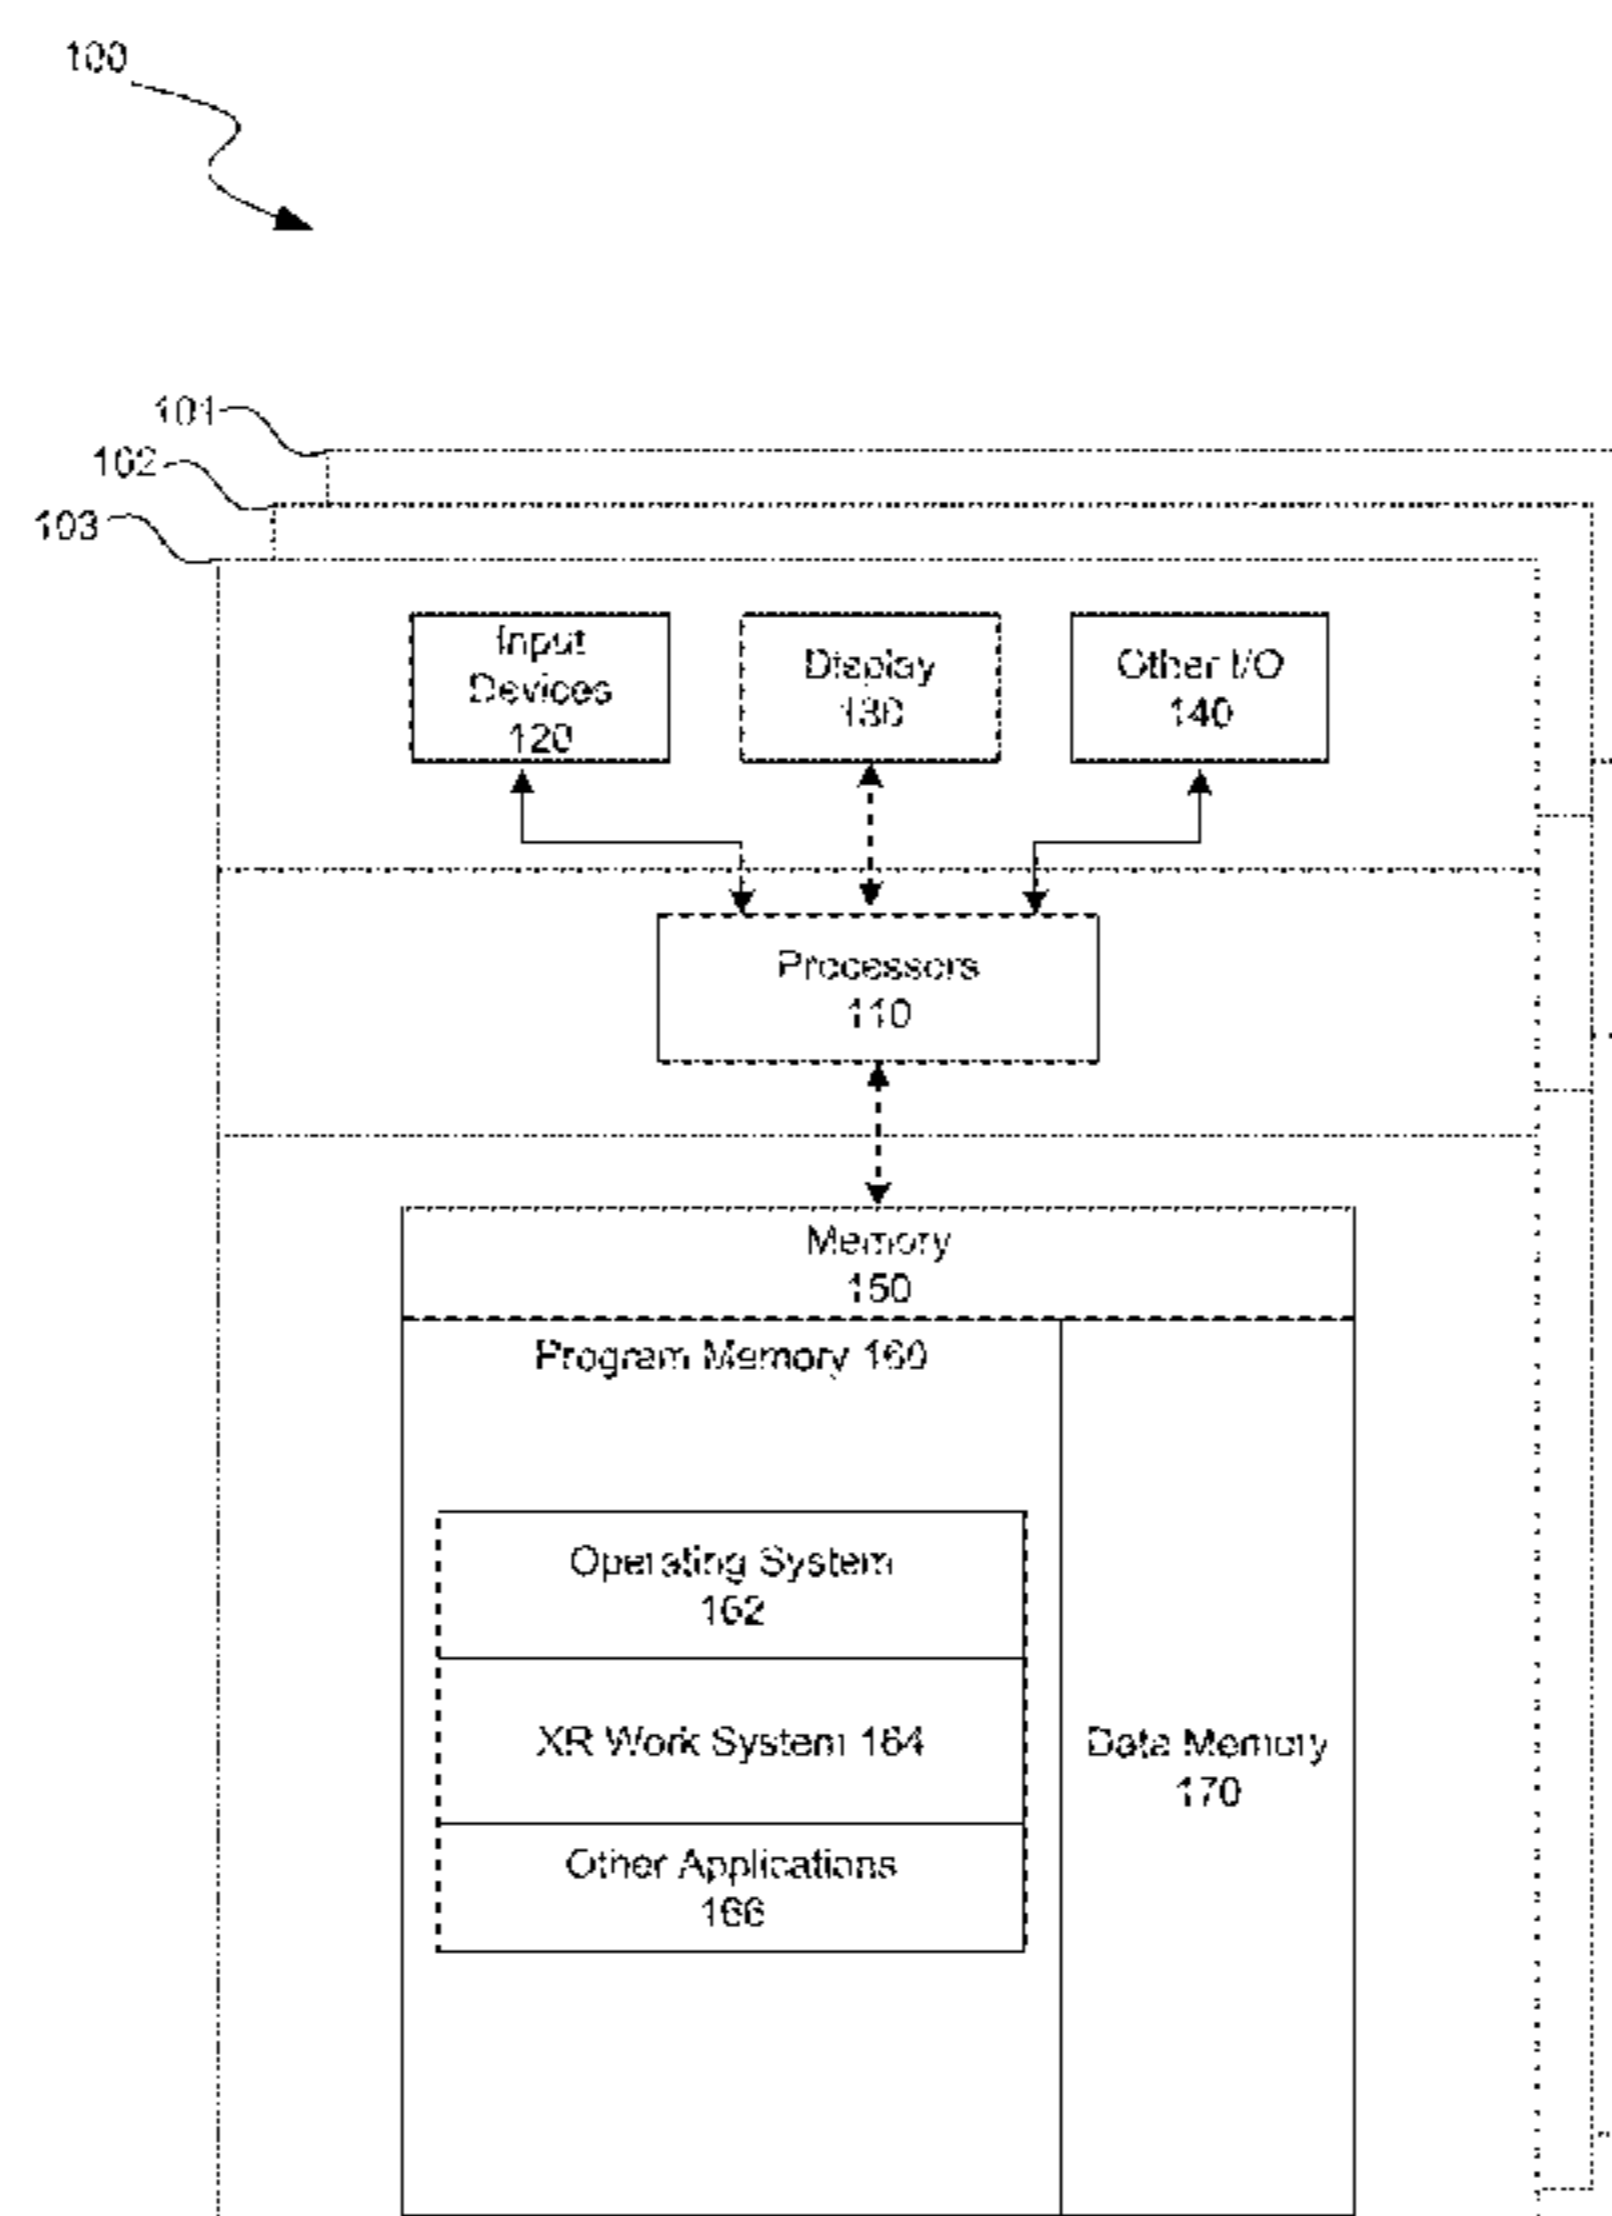 100
101
102
103
Input
Devices
120
Display
130
Other I/O
140
Processors
110
Memory
150
Program Memory 160
Operating System
162
XR Work System 164
Other Applications
166
Data Memory
170